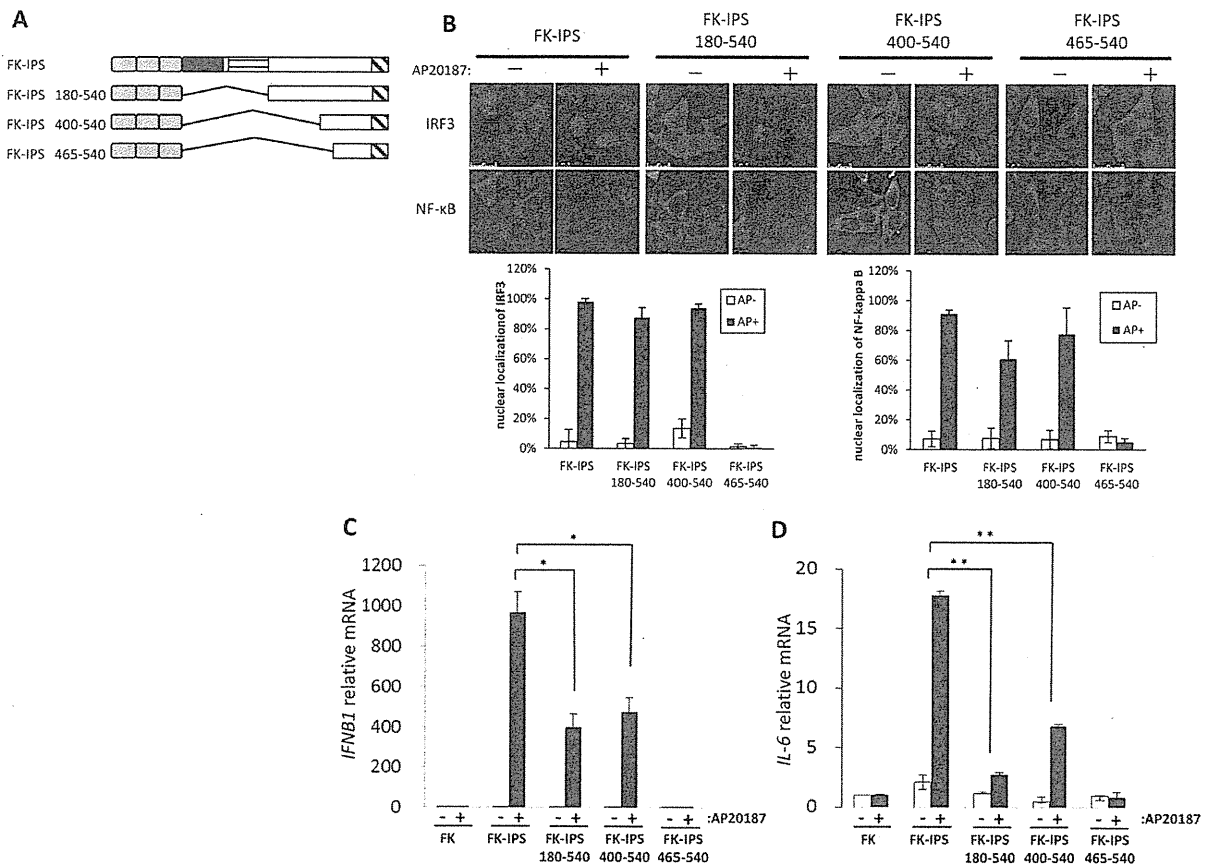 A
FK-IPS
FK-IPS 180-540
FK-IPS 400-540
FK-IPS 465-540
B
FK-IPS
FK-IPS
180-540
FK-IPS
400-540
FK-IPS
465-540
AP20187: − + − + − + − +
IRF3
NF-κB
nuclear localizationof IRF3
120%
100%
80%
60%
40%
20%
0%
AP-
AP+
FK-IPS
FK-IPS
180-540
FK-IPS
400-540
FK-IPS
465-540
nuclear localization of NF-kappa B
120%
100%
80%
60%
40%
20%
0%
AP-
AP+
FK-IPS
FK-IPS
180-540
FK-IPS
400-540
FK-IPS
465-540
C
IFNB1 relative mRNA
1200
1000
800
600
400
200
0
*
*
- + - + - + - + - + :AP20187
FK
FK-IPS
FK-IPS
180-540
FK-IPS
400-540
FK-IPS
465-540
D
IL-6 relative mRNA
20
15
10
5
0
**
**
- + - + - + - + - + :AP20187
FK
FK-IPS
FK-IPS
180-540
FK-IPS
400-540
FK-IPS
465-540